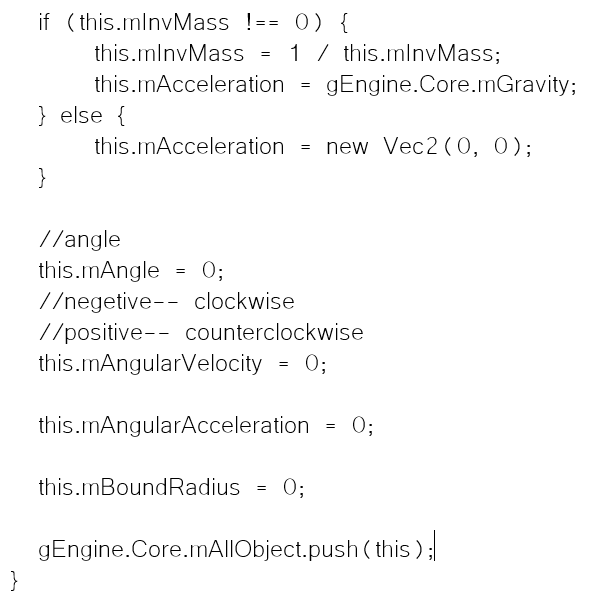 if (this.mInvMass !== 0) {
this.mInvMass = 1 / this.mInvMass;
this.mAcceleration = gEngine.Core.mGravity;
} else {
this.mAcceleration = new Vec2(0, 0);
}
//angle
this.mAngle = 0;
//negetive-- clockwise
//positive-- counterclockwise
this.mAngularVelocity = 0;
this.mAngularAcceleration = 0;
this.mBoundRadius = 0;
gEngine.Core.mAllObject.push(this);
}